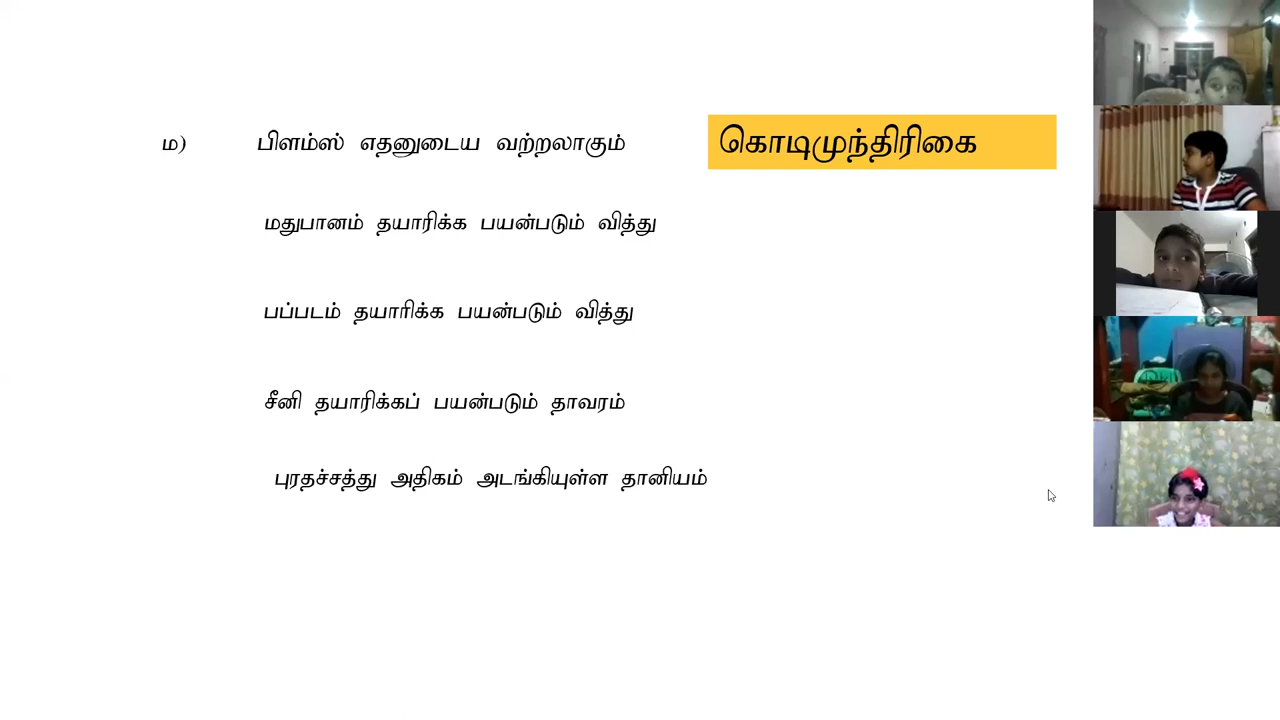 ம) பிளம்ஸ் எதனுடைய வற்றலாகும் கொடிமுந்திரிகை
மதுபானம் தயாரிக்க பயன்படும் வித்து
பப்படம் தயாரிக்க பயன்படும் வித்து
சீனி தயாரிக்கப் பயன்படும் தாவரம்
புரதச்சத்து அதிகம் அடங்கியுள்ள தானியம்